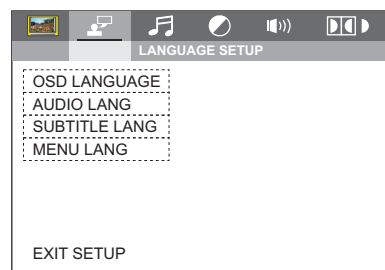 LANGUAGE SETUP
OSD LANGUAGE
AUDIO LANG
SUBTITLE LANG
MENU LANG
EXIT SETUP